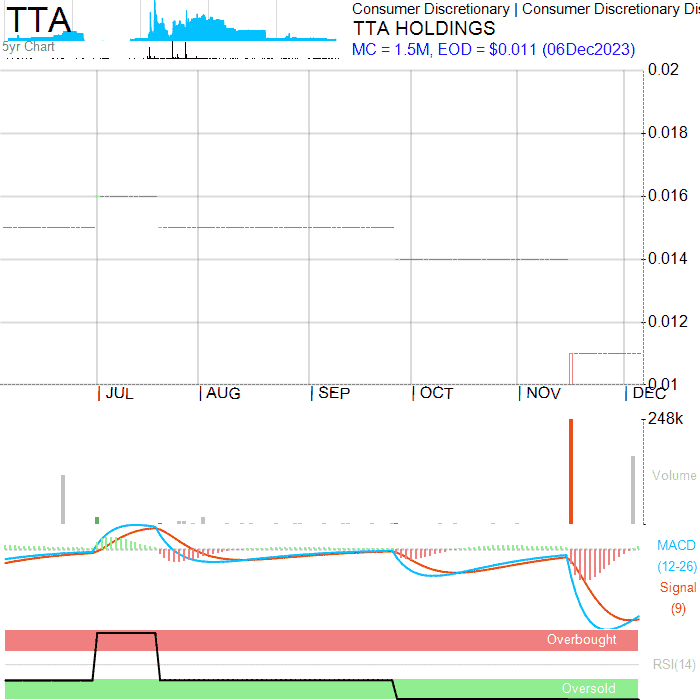 TTA
Consumer Discretionary | Consumer Discretionary Dis
TTA HOLDINGS
5yr Chart
MC = 1.5M, EOD = $0.011 (06Dec2023)
0.02
0.018
0.016
0.014
0.012
0.01
JUL
AUG
SEP
OCT
NOV
DEC
248k
Volume
MACD
(12-26)
Signal
(9)
Overbought
RSI(14)
Oversold